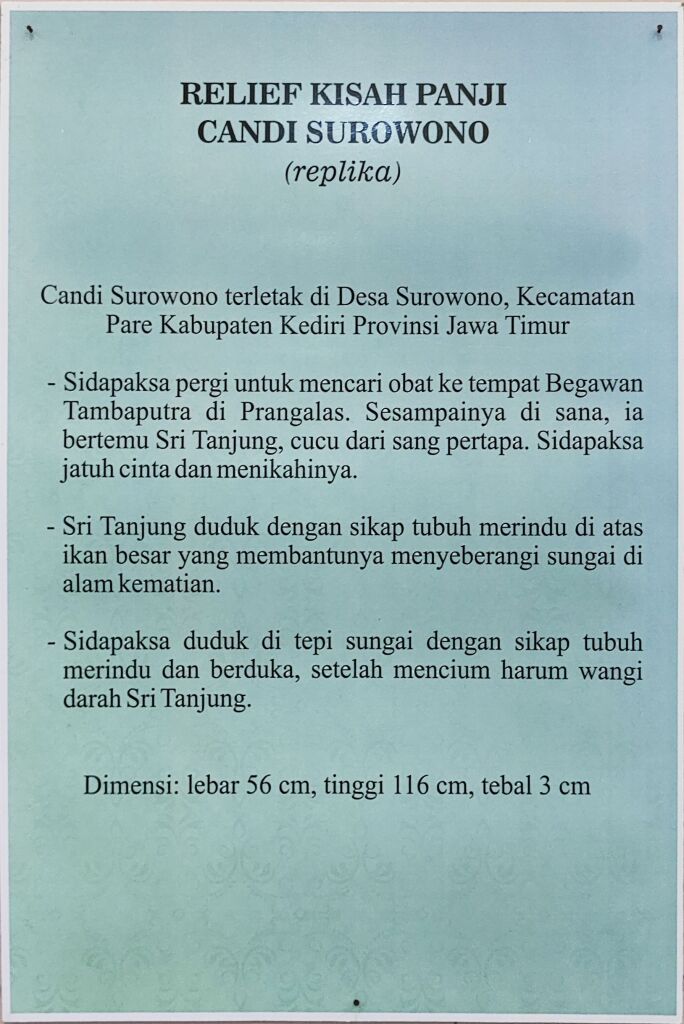 RELIEF KISAH PANJI
CANDI SUROWONO
(replika)
Candi Surowono terletak di Desa Surowono, Kecamatan
Pare Kabupaten Kediri Provinsi Jawa Timur
- Sidapaksa pergi untuk mencari obat ke tempat Begawan
Tambaputra di Prangalas. Sesampainya di sana, ia
bertemu Sri Tanjung, cucu dari sang pertapa. Sidapaksa
jatuh cinta dan menikahinya.
- Sri Tanjung duduk dengan sikap tubuh merindu di atas
ikan besar yang membantunya menyeberangi sungai di
alam kematian.
- Sidapaksa duduk di tepi sungai dengan sikap tubuh
merindu dan berduka, setelah mencium harum wangi
darah Sri Tanjung.
Dimensi: lebar 56 cm, tinggi 116 cm, tebal 3 cm